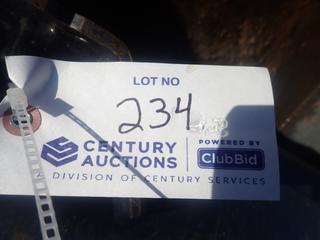 LOT NO
234
CENTURY
AUCTIONS
POWERED BY
ClubBid
A DIVISION OF CENTURY SERVICES